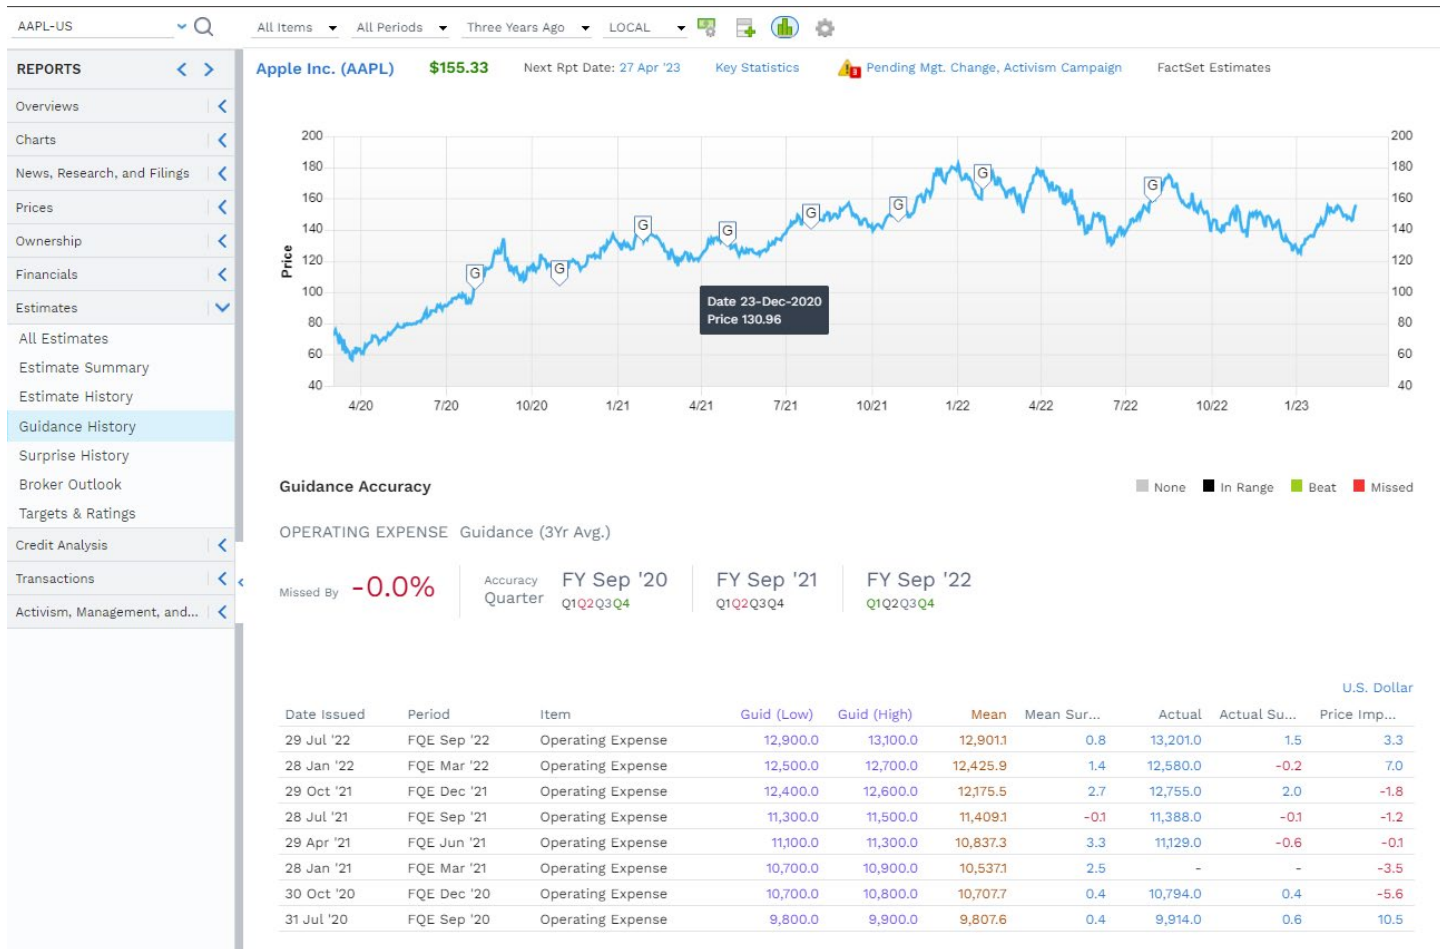 AAPL-US
All Items All Periods Three Years Ago LOCAL
REPORTS
Overviews
Charts
News, Research, and Filings
Prices
Ownership
Financials
Estimates
All Estimates
Estimate Summary
Estimate History
Guidance History
Surprise History
Broker Outlook
Targets & Ratings
Credit Analysis
Transactions
Activism, Management, and...
Apple Inc. (AAPL) $155.33 Next Rpt Date: 27 Apr '23 Key Statistics Pending Mgt. Change, Activism Campaign FactSet Estimates
200 200
180 180
160 160
140 140
120 120
100 100
80 80
60 60
40 40
Price
G G G G G G G G
Date 23-Dec-2020
Price 130.96
4/20 7/20 10/20 1/21 4/21 7/21 10/21 1/22 4/22 7/22 10/22 1/23
Guidance Accuracy None In Range Beat Missed
OPERATING EXPENSE Guidance (3Yr Avg.)
Missed By -0.0% Accuracy Quarter FY Sep '20 FY Sep '21 FY Sep '22
Q1Q2Q3Q4 Q1Q2Q3Q4 Q1Q2Q3Q4
U.S. Dollar
Date Issued Period Item Guid (Low) Guid (High) Mean Mean Sur... Actual Actual Su... Price Imp...
29 Jul '22 FQE Sep '22 Operating Expense 12,900.0 13,100.0 12,901.1 0.8 13,201.0 1.5 3.3
28 Jan '22 FQE Mar '22 Operating Expense 12,500.0 12,700.0 12,425.9 1.4 12,580.0 -0.2 7.0
29 Oct '21 FQE Dec '21 Operating Expense 12,400.0 12,600.0 12,175.5 2.7 12,755.0 2.0 -1.8
28 Jul '21 FQE Sep '21 Operating Expense 11,300.0 11,500.0 11,409.1 -0.1 11,388.0 -0.1 -1.2
29 Apr '21 FQE Jun '21 Operating Expense 11,100.0 11,300.0 10,837.3 3.3 11,129.0 -0.6 -0.1
28 Jan '21 FQE Mar '21 Operating Expense 10,700.0 10,900.0 10,537.1 2.5 - - -3.5
30 Oct '20 FQE Dec '20 Operating Expense 10,700.0 10,800.0 10,707.7 0.4 10,794.0 0.4 -5.6
31 Jul '20 FQE Sep '20 Operating Expense 9,800.0 9,900.0 9,807.6 0.4 9,914.0 0.6 10.5